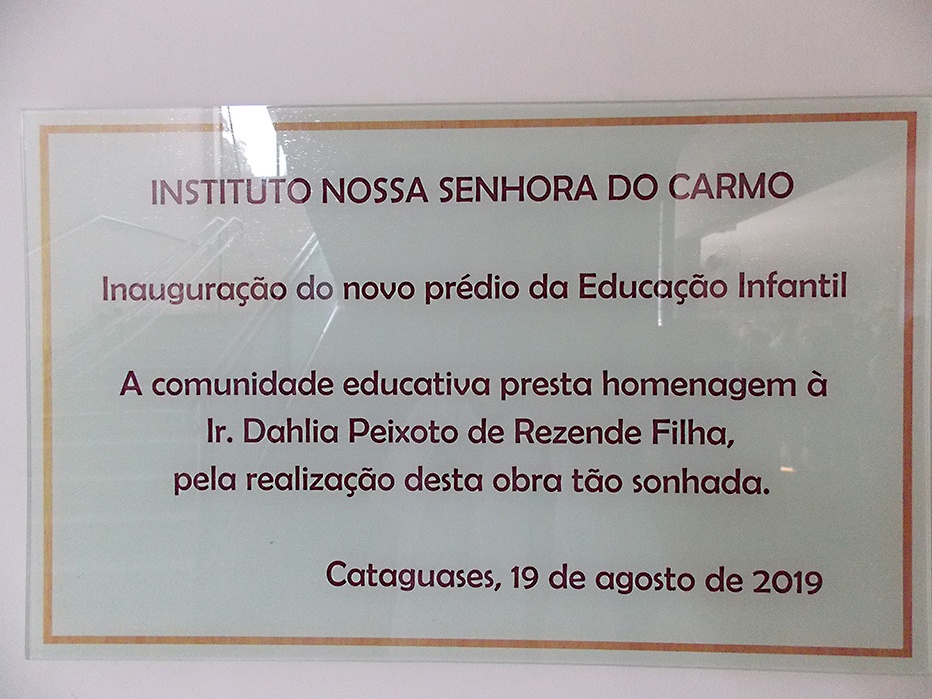 INSTITUTO NOSSA SENHORA DO CARMO
Inauguração do novo prédio da Educação Infantil
A comunidade educativa presta homenagem à
Ir. Dahlia Peixoto de Rezende Filha,
pela realização desta obra tão sonhada.
Cataguases, 19 de agosto de 2019